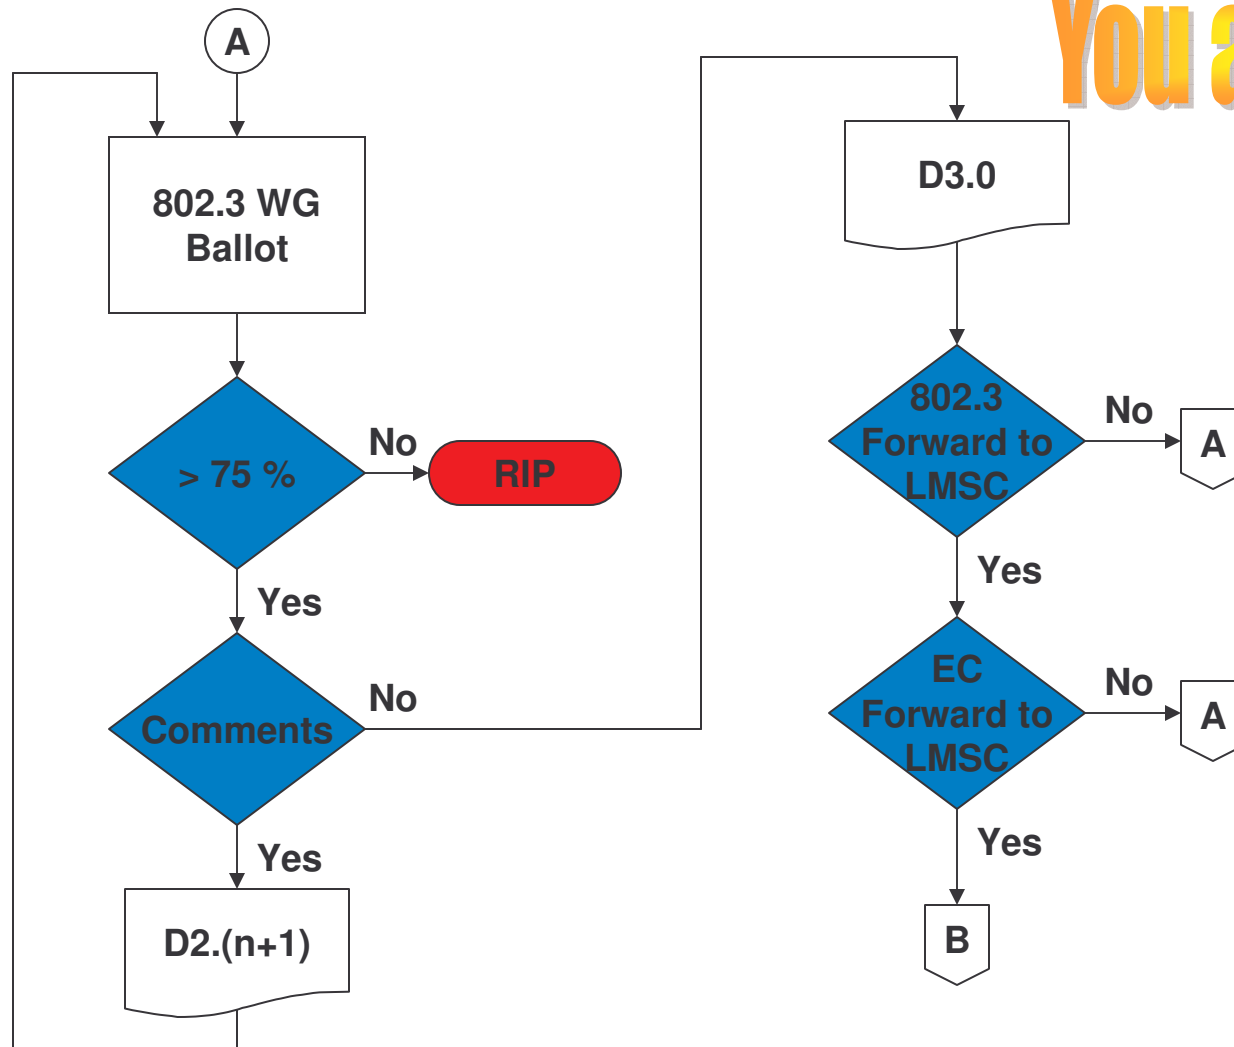 A
802.3 WG
Ballot
> 75 %
No
RIP
Yes
Comments
No
Yes
D2.(n+1)
You a
D3.0
802.3
Forward to
LMSC
No
A
Yes
EC
Forward to
LMSC
No
A
Yes
B